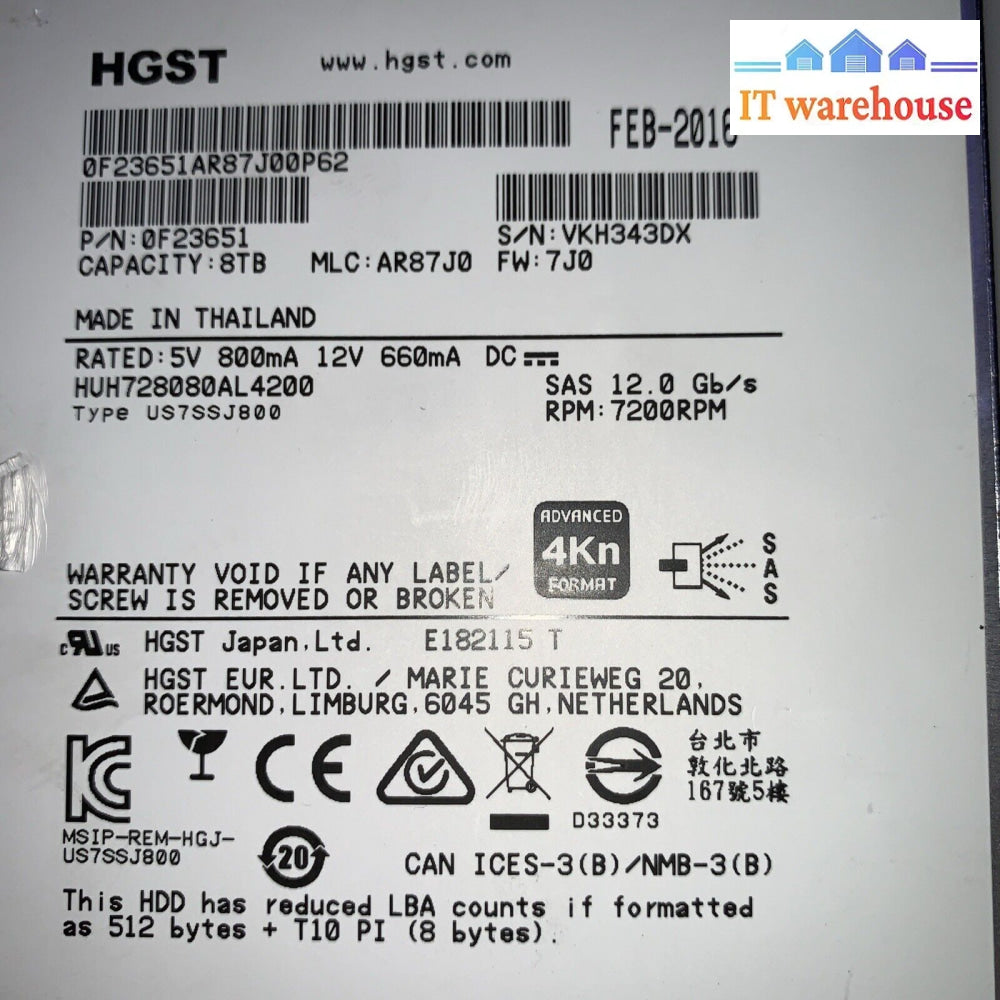 HGST www.hgst.com
IT warehouse
FEB-2016
0F23651AR87J00P62
P/N:0F23651 S/N:VKH343DX
CAPACITY:8TB MLC:AR87J0 FW:7J0
MADE IN THAILAND
RATED:5V 800mA 12V 660mA DC
HUH728080AL4200 SAS 12.0 Gb/s
Type US7SSJ800 RPM:7200RPM
ADVANCED
4Kn
FORMAT
SAS
WARRANTY VOID IF ANY LABEL/
SCREW IS REMOVED OR BROKEN
c RU us HGST Japan,Ltd. E182115 T
HGST EUR.LTD. / MARIE CURIEWEG 20,
ROERMOND,LIMBURG,6045 GH,NETHERLANDS
CE
台北市
敦化北路
167號5樓
D33373
MSIP-REM-HGJ-
US7SSJ800
20
CAN ICES-3(B)/NMB-3(B)
This HDD has reduced LBA counts if formatted
as 512 bytes + T10 PI (8 bytes).